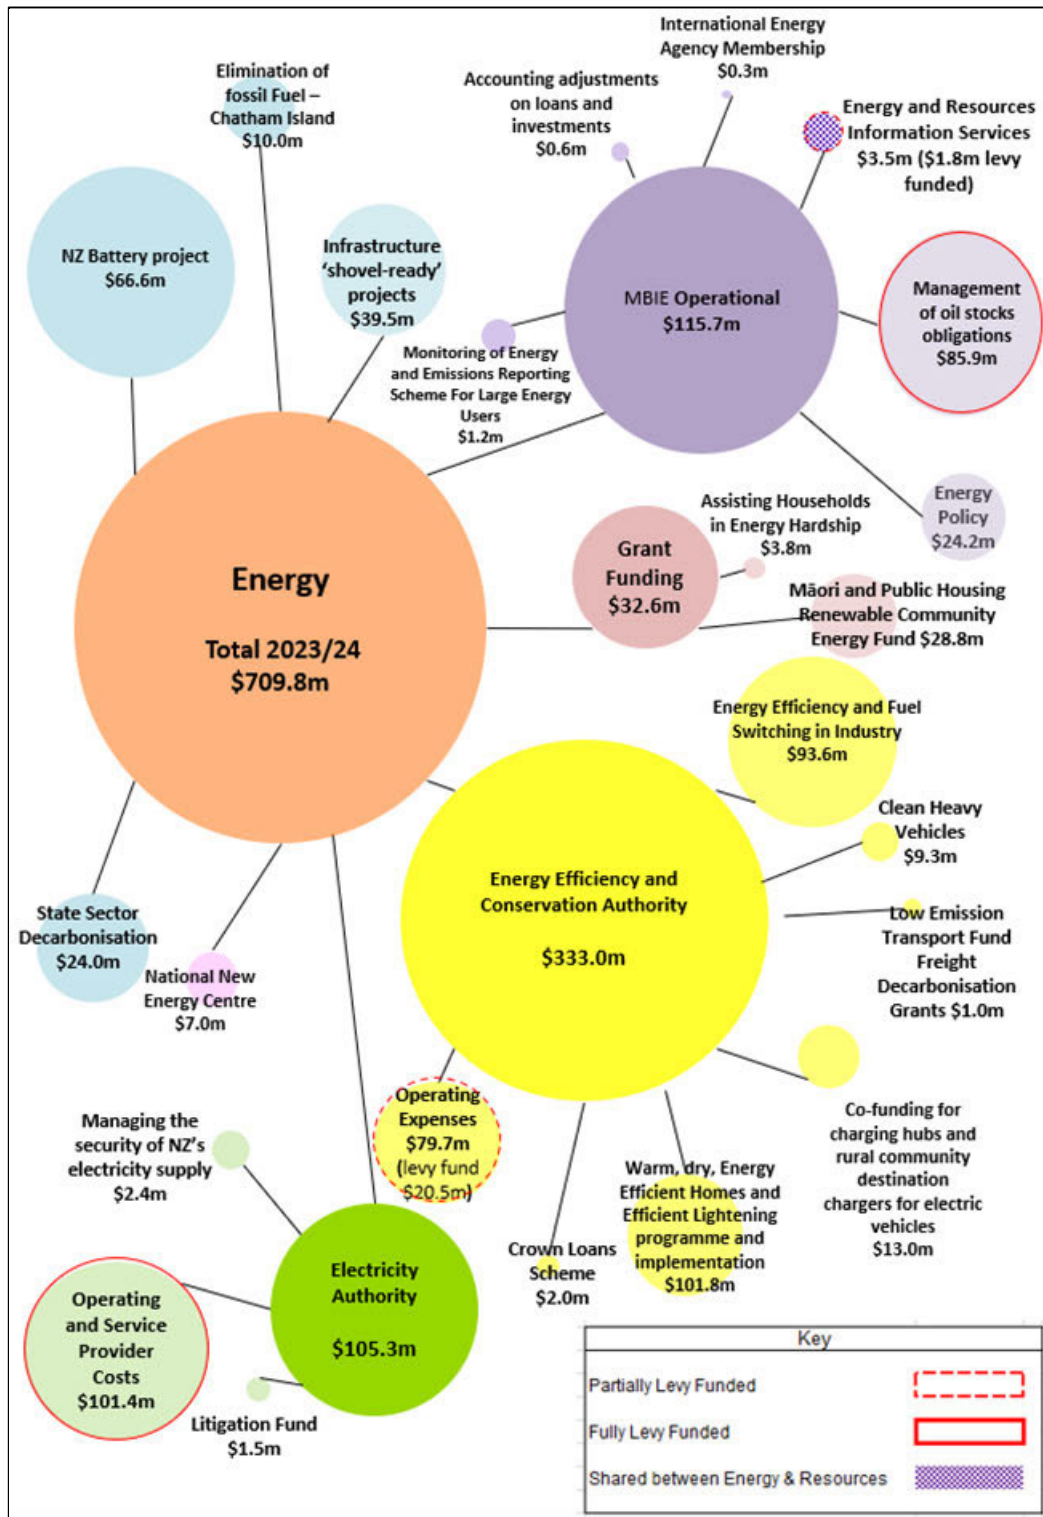 International Energy
Agency Membership
$0.3m
Elimination of
fossil Fuel –
Chatham Island
$10.0m
Accounting adjustments
on loans and
investments
$0.6m
Energy and Resources
Information Services
$3.5m ($1.8m levy
funded)
NZ Battery project
$66.6m
Infrastructure
‘shovel-ready’
projects
$39.5m
MBIE Operational
$115.7m
Management
of oil stocks
obligations
$85.9m
Monitoring of Energy
and Emissions Reporting
Scheme For Large Energy
Users
$1.2m
Energy
Policy
$24.2m
Assisting Households
in Energy Hardship
$3.8m
Grant
Funding
$32.6m
Māori and Public Housing
Renewable Community
Energy Fund $28.8m
Energy
Total 2023/24
$709.8m
Energy Efficiency and Fuel
Switching in Industry
$93.6m
Clean Heavy
Vehicles
$9.3m
Energy Efficiency and
Conservation Authority
$333.0m
Low Emission
Transport Fund
Freight
Decarbonisation
Grants $1.0m
State Sector
Decarbonisation
$24.0m
National New
Energy Centre
$7.0m
Operating
Expenses
$79.7m
(levy fund
$20.5m)
Co-funding for
charging hubs and
rural community
destination
chargers for electric
vehicles
$13.0m
Managing the
security of NZ’s
electricity supply
$2.4m
Warm, dry, Energy
Efficient Homes and
Efficient Lightening
programme and
implementation
$101.8m
Crown Loans
Scheme
$2.0m
Electricity
Authority
$105.3m
Operating
and Service
Provider
Costs
$101.4m
Litigation Fund
$1.5m
Key
Partially Levy Funded
Fully Levy Funded
Shared between Energy & Resources